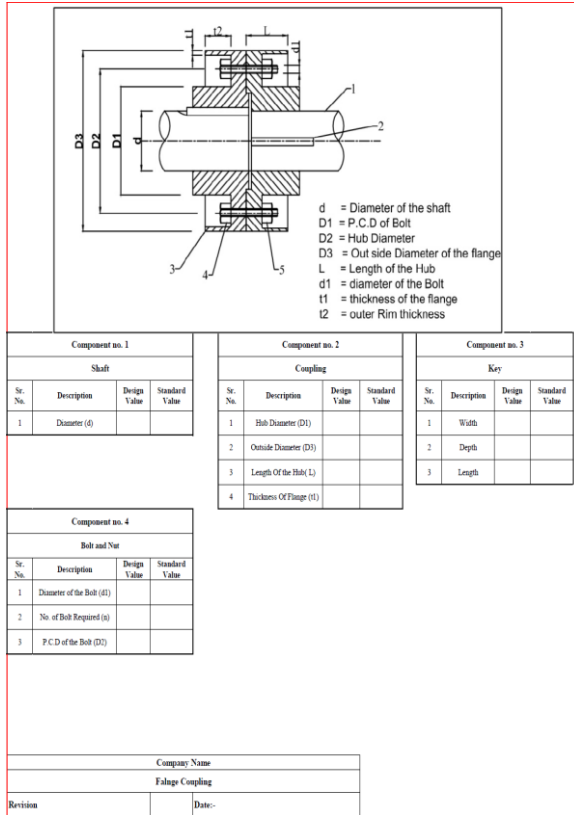 t1
t2
L
d1
D3
D2
D1
d
1
2
3
4
5
d = Diameter of the shaft
D1 = P.C.D of Bolt
D2 = Hub Diameter
D3 = Out side Diameter of the flange
L = Length of the Hub
d1 = diameter of the Bolt
t1 = thickness of the flange
t2 = outer Rim thickness
Component no. 1
Shaft
Sr. No. Description Design Value Standard Value
1 Diameter (d)
Component no. 2
Coupling
Sr. No. Description Design Value Standard Value
1 Hub Diameter (D1)
2 Outside Diameter (D3)
3 Length Of the Hub( L)
4 Thickness Of Flange (t1)
Component no. 3
Key
Sr. No. Description Design Value Standard Value
1 Width
2 Depth
3 Length
Component no. 4
Bolt and Nut
Sr. No. Description Design Value Standard Value
1 Diameter of the Bolt (d1)
2 No. of Bolt Required (n)
3 P.C.D of the Bolt (D2)
Company Name
Falnge Coupling
Revision Date:-